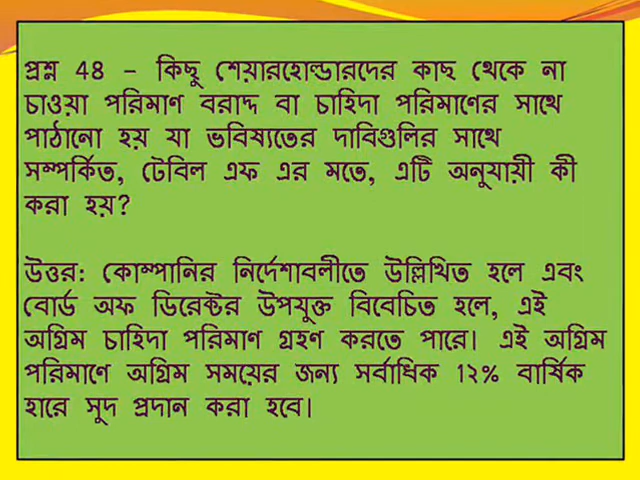 প্রশ্ন 48 – কিছু শেয়ারহোল্ডারদের কাছ থেকে না
চাওয়া পরিমাণ বরাদ্দ বা চাহিদা পরিমাণের সাথে
পাঠানো হয় যা ভবিষ্যতের দাবিগুলির সাথে
সম্পর্কিত, টেবিল এফ এর মতে, এটি অনুযায়ী কী
করা হয়?
উত্তর: কোম্পানির নির্দেশাবলীতে উল্লিখিত হলে এবং
বোর্ড অফ ডিরেক্টর উপযুক্ত বিবেচিত হলে, এই
অগ্রিম চাহিদা পরিমাণ গ্রহণ করতে পারে। এই অগ্রিম
পরিমাণে অগ্রিম সময়ের জন্য সর্বাধিক 12% বার্ষিক
হারে সুদ প্রদান করা হবে।